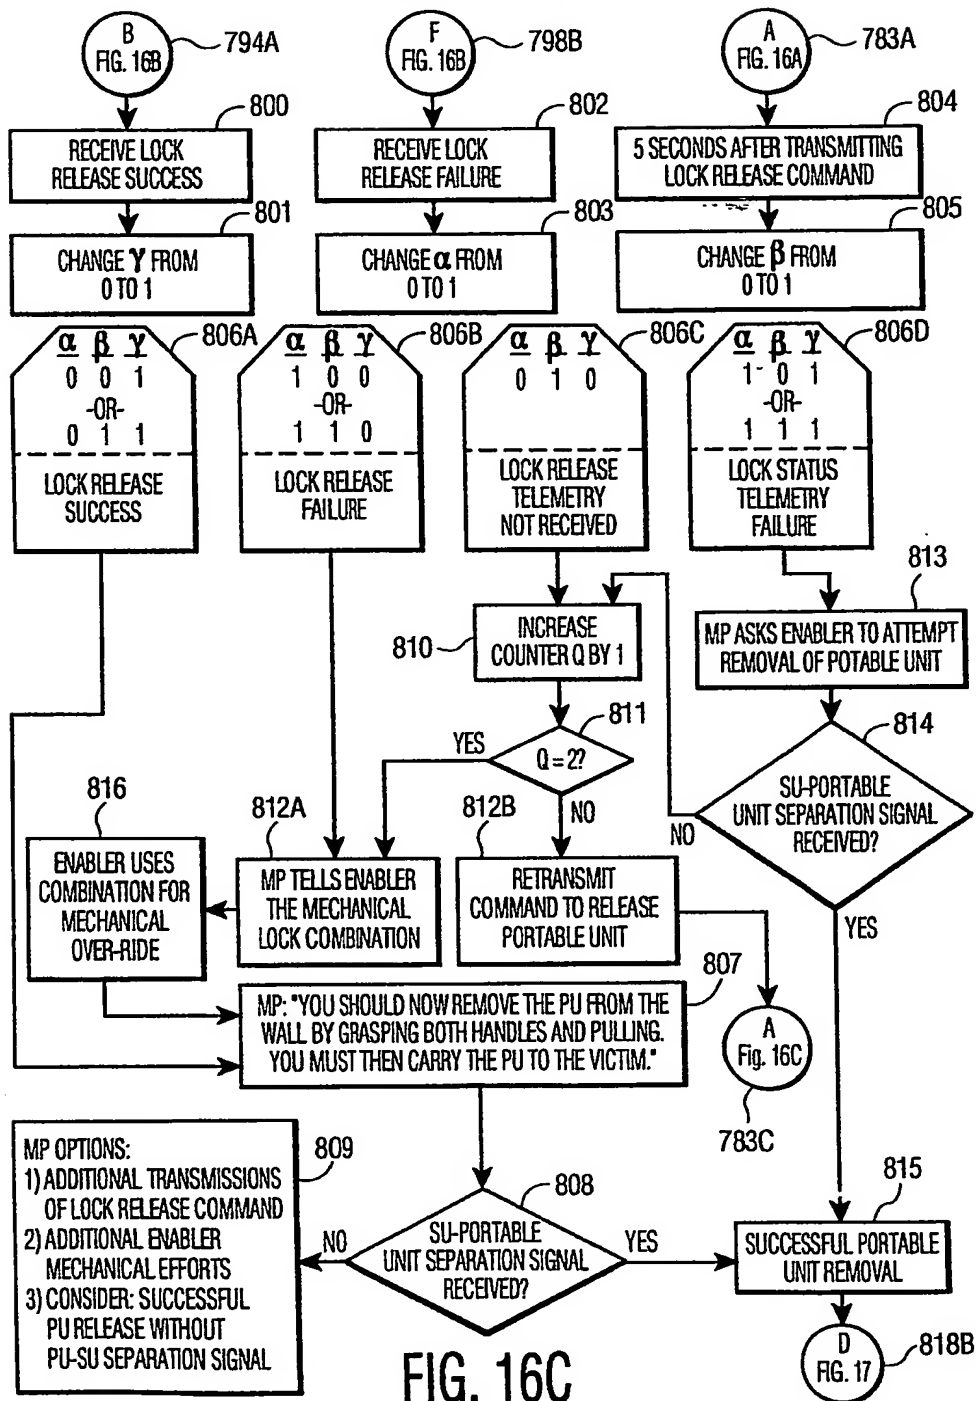 B
FIG. 16B
794A
F
FIG. 16B
798B
A
FIG. 16A
783A
800
RECEIVE LOCK
RELEASE SUCCESS
802
RECEIVE LOCK
RELEASE FAILURE
804
5 SECONDS AFTER TRANSMITTING
LOCK RELEASE COMMAND
801
CHANGE γ FROM
0 TO 1
803
CHANGE α FROM
0 TO 1
805
CHANGE β FROM
0 TO 1
806A
α β γ
0 0 1
-OR-
0 1 1
LOCK RELEASE
SUCCESS
806B
α β γ
1 0 0
-OR-
1 1 0
LOCK RELEASE
FAILURE
806C
α β γ
0 1 0
LOCK RELEASE
TELEMETRY
NOT RECEIVED
806D
α β γ
1 0 1
-OR-
1 1 1
LOCK STATUS
TELEMETRY
FAILURE
810
INCREASE
COUNTER Q BY 1
813
MP ASKS ENABLER TO ATTEMPT
REMOVAL OF POTABLE UNIT
811
Q = 2?
YES
NO
814
SU-PORTABLE
UNIT SEPARATION SIGNAL
RECEIVED?
NO
YES
816
ENABLER USES
COMBINATION FOR
MECHANICAL
OVER-RIDE
812A
MP TELLS ENABLER
THE MECHANICAL
LOCK COMBINATION
812B
RETRANSMIT
COMMAND TO RELEASE
PORTABLE UNIT
807
MP: "YOU SHOULD NOW REMOVE THE PU FROM THE
WALL BY GRASPING BOTH HANDLES AND PULLING.
YOU MUST THEN CARRY THE PU TO THE VICTIM."
A
Fig. 16C
783C
809
MP OPTIONS:
1) ADDITIONAL TRANSMISSIONS
OF LOCK RELEASE COMMAND
2) ADDITIONAL ENABLER
MECHANICAL EFFORTS
3) CONSIDER: SUCCESSFUL
PU RELEASE WITHOUT
PU-SU SEPARATION SIGNAL
808
SU-PORTABLE
UNIT SEPARATION SIGNAL
RECEIVED?
NO
YES
815
SUCCESSFUL PORTABLE
UNIT REMOVAL
D
FIG. 17
818B
FIG. 16C